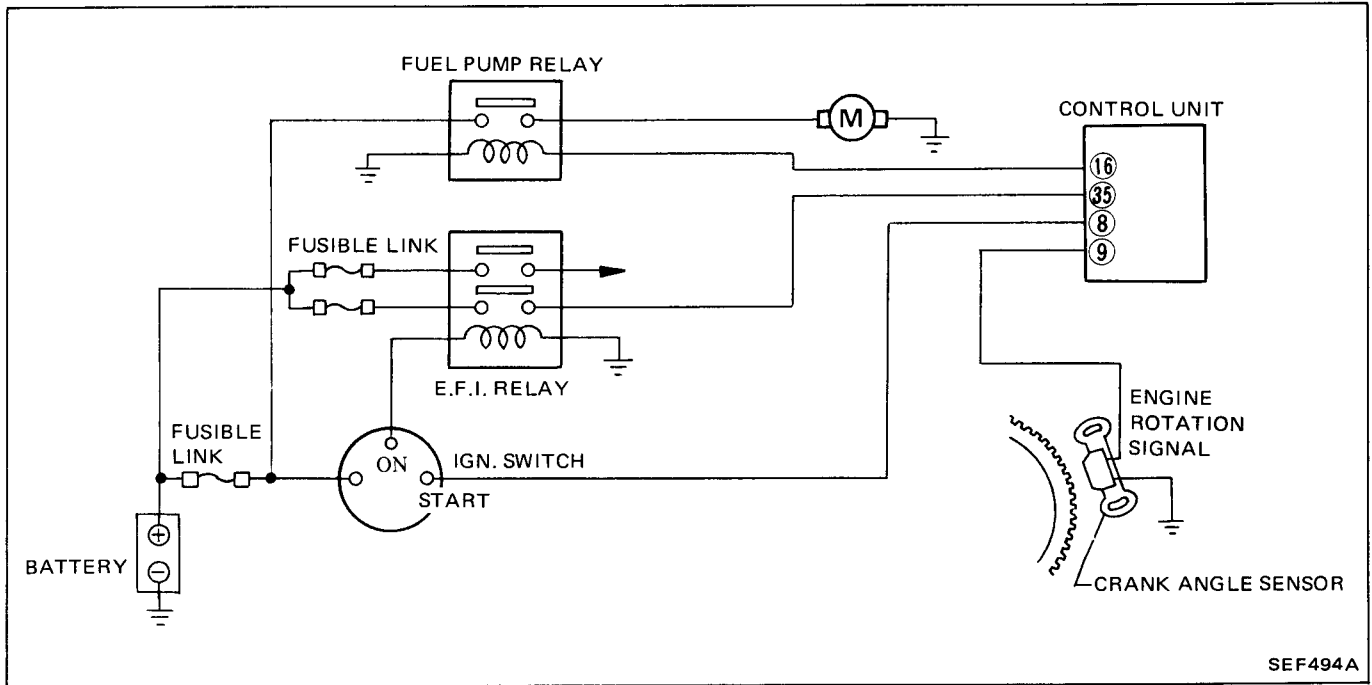 FUEL PUMP RELAY
M
CONTROL UNIT
16
35
8
9
FUSIBLE LINK
E.F.I. RELAY
FUSIBLE
LINK
ON
IGN. SWITCH
START
ENGINE
ROTATION
SIGNAL
BATTERY
+
−
CRANK ANGLE SENSOR
SEF494A